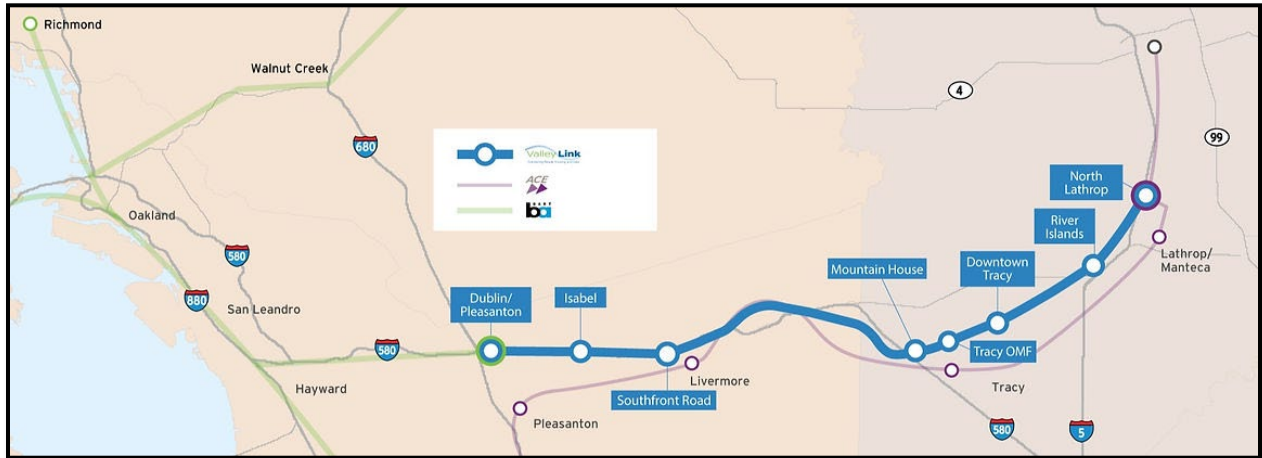 Richmond
Walnut Creek
4
680
99
Valley Link
ACE
BART
ba
North
Lathrop
River
Islands
Oakland
580
Lathrop/
Manteca
Downtown
Tracy
Mountain House
880
San Leandro
Dublin/
Pleasanton
Isabel
580
Tracy OMF
Hayward
Livermore
Tracy
Southfront Road
Pleasanton
580
5